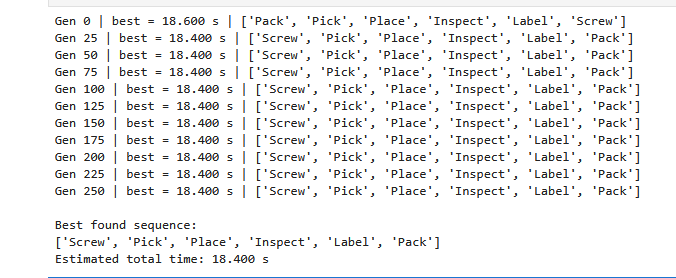 Gen 0 | best = 18.600 s | ['Pack', 'Pick', 'Place', 'Inspect', 'Label', 'Screw']
Gen 25 | best = 18.400 s | ['Screw', 'Pick', 'Place', 'Inspect', 'Label', 'Pack']
Gen 50 | best = 18.400 s | ['Screw', 'Pick', 'Place', 'Inspect', 'Label', 'Pack']
Gen 75 | best = 18.400 s | ['Screw', 'Pick', 'Place', 'Inspect', 'Label', 'Pack']
Gen 100 | best = 18.400 s | ['Screw', 'Pick', 'Place', 'Inspect', 'Label', 'Pack']
Gen 125 | best = 18.400 s | ['Screw', 'Pick', 'Place', 'Inspect', 'Label', 'Pack']
Gen 150 | best = 18.400 s | ['Screw', 'Pick', 'Place', 'Inspect', 'Label', 'Pack']
Gen 175 | best = 18.400 s | ['Screw', 'Pick', 'Place', 'Inspect', 'Label', 'Pack']
Gen 200 | best = 18.400 s | ['Screw', 'Pick', 'Place', 'Inspect', 'Label', 'Pack']
Gen 225 | best = 18.400 s | ['Screw', 'Pick', 'Place', 'Inspect', 'Label', 'Pack']
Gen 250 | best = 18.400 s | ['Screw', 'Pick', 'Place', 'Inspect', 'Label', 'Pack']
Best found sequence:
['Screw', 'Pick', 'Place', 'Inspect', 'Label', 'Pack']
Estimated total time: 18.400 s